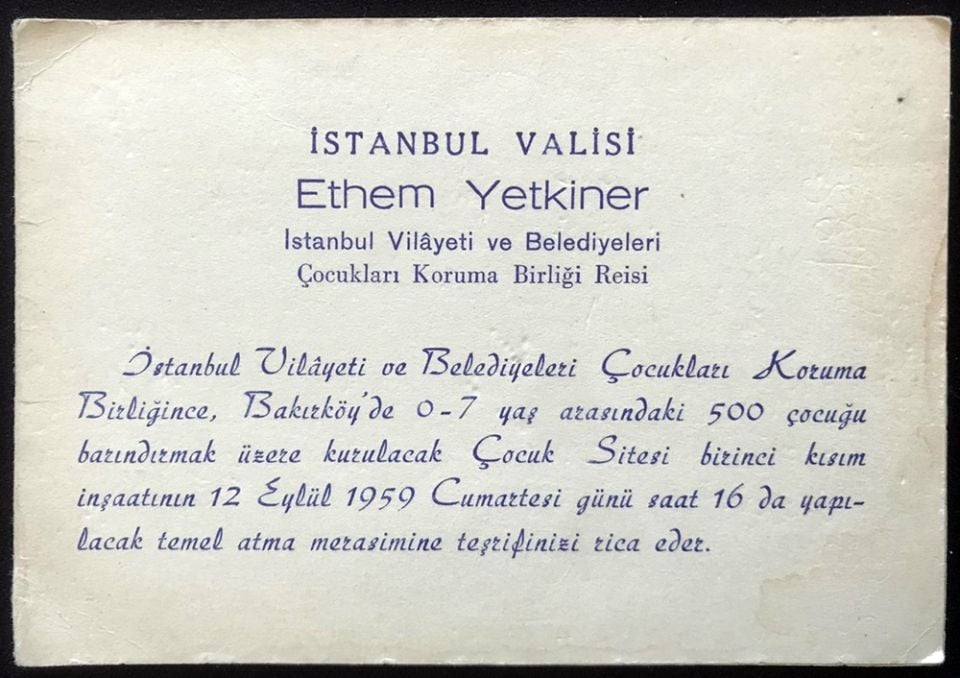 İSTANBUL VALİSİ
Ethem Yetkiner
İstanbul Vilâyeti ve Belediyeleri
Çocukları Koruma Birliği Reisi
İstanbul Vilâyeti ve Belediyeleri Çocukları Koruma
Birliğince, Bakırköy'de 0-7 yaş arasındaki 500 çocuğu
barındırmak üzere kurulacak Çocuk Sitesi birinci kısım
inşaatının 12 Eylül 1959 Cumartesi günü saat 16 da yapı-
lacak temel atma merasimine teşrifinizi rica eder.